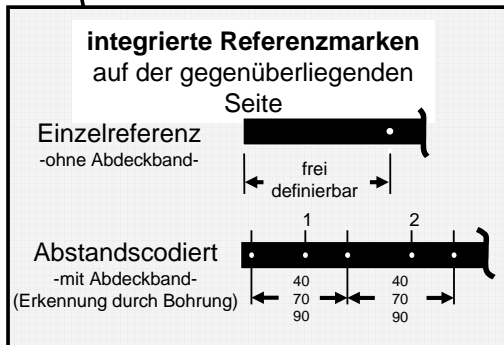 integrierte Referenzmarken
auf der gegenüberliegenden
Seite
Einzelreferenz
-ohne Abdeckband-
frei
definierbar
1 2
Abstandscodiert
-mit Abdeckband-
(Erkennung durch Bohrung)
40 40
70 70
90 90